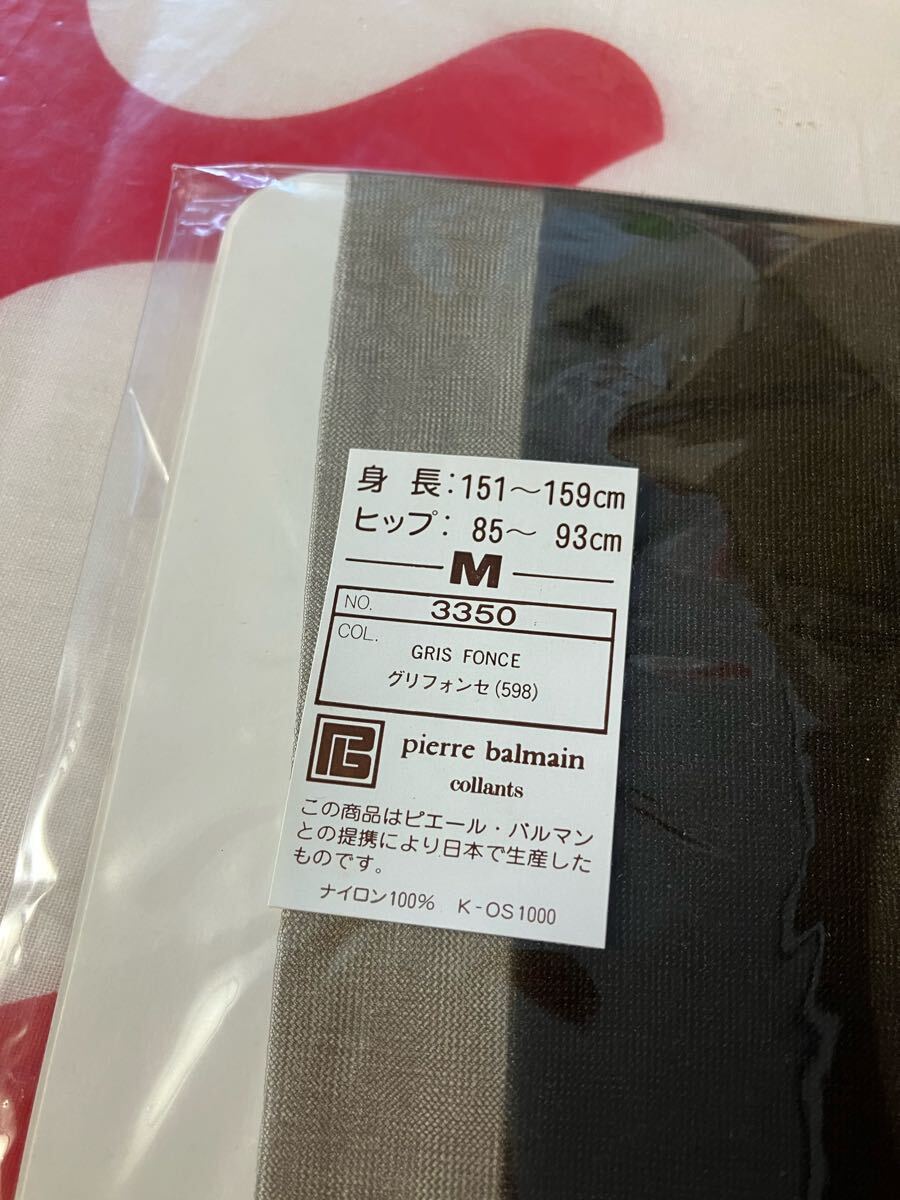 身 長:151～159cm
ヒップ: 85～ 93cm
M
NO. 3350
COL.
GRIS FONCE
グリフォンセ(598)
PB pierre balmain
collants
この商品はピエール・バルマン
との提携により日本で生産した
ものです。
ナイロン100% K-OS1000